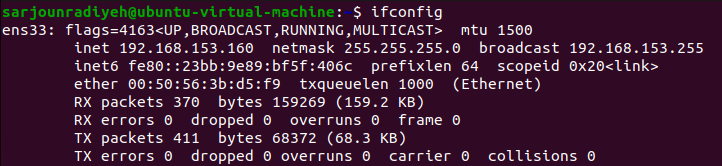 sarjounradiyeh@ubuntu-virtual-machine:~$ ifconfig
ens33: flags=4163<UP,BROADCAST,RUNNING,MULTICAST>  mtu 1500
        inet 192.168.153.160  netmask 255.255.255.0  broadcast 192.168.153.255
        inet6 fe80::23bb:9e89:bf5f:406c  prefixlen 64  scopeid 0x20<link>
        ether 00:50:56:3b:d5:f9  txqueuelen 1000  (Ethernet)
        RX packets 370  bytes 159269 (159.2 KB)
        RX errors 0  dropped 0  overruns 0  frame 0
        TX packets 411  bytes 68372 (68.3 KB)
        TX errors 0  dropped 0 overruns 0  carrier 0  collisions 0